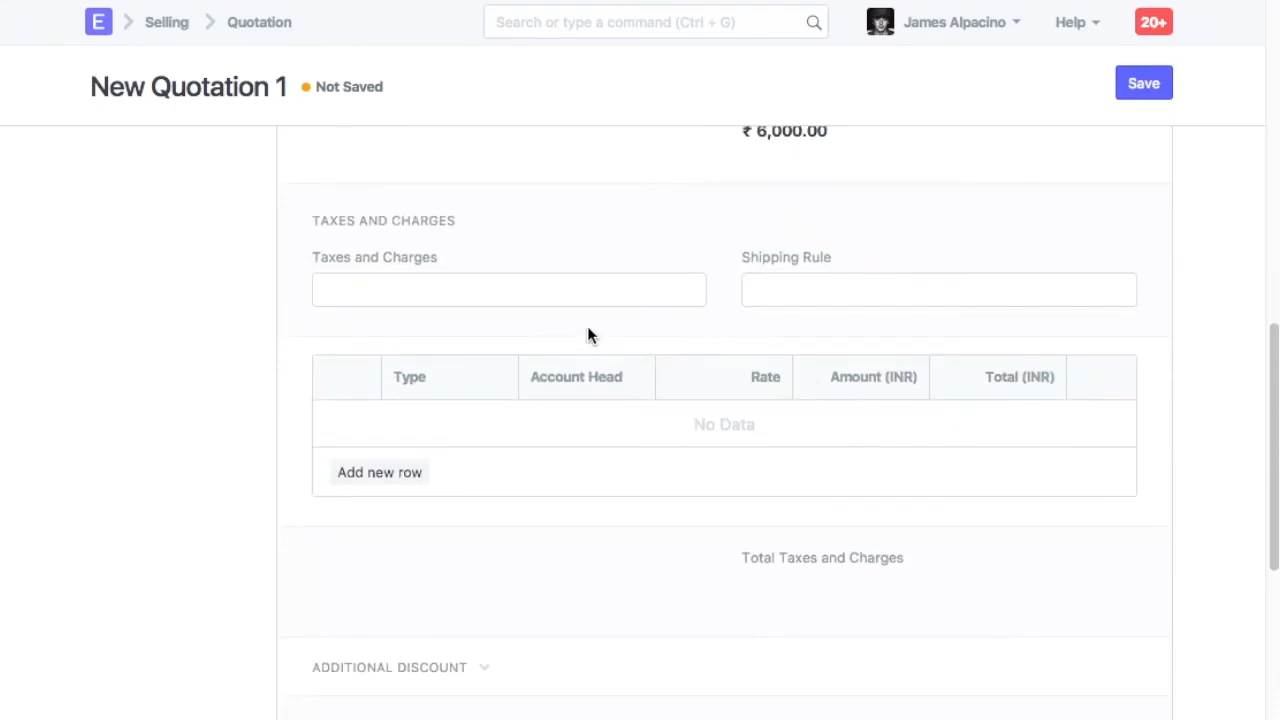 E Selling Quotation Search or type a command (Ctrl + G) James Alpacino Help 20+
New Quotation 1 Not Saved Save
₹ 6,000.00
TAXES AND CHARGES
Taxes and Charges Shipping Rule
Type Account Head Rate Amount (INR) Total (INR)
No Data
Add new row
Total Taxes and Charges
ADDITIONAL DISCOUNT